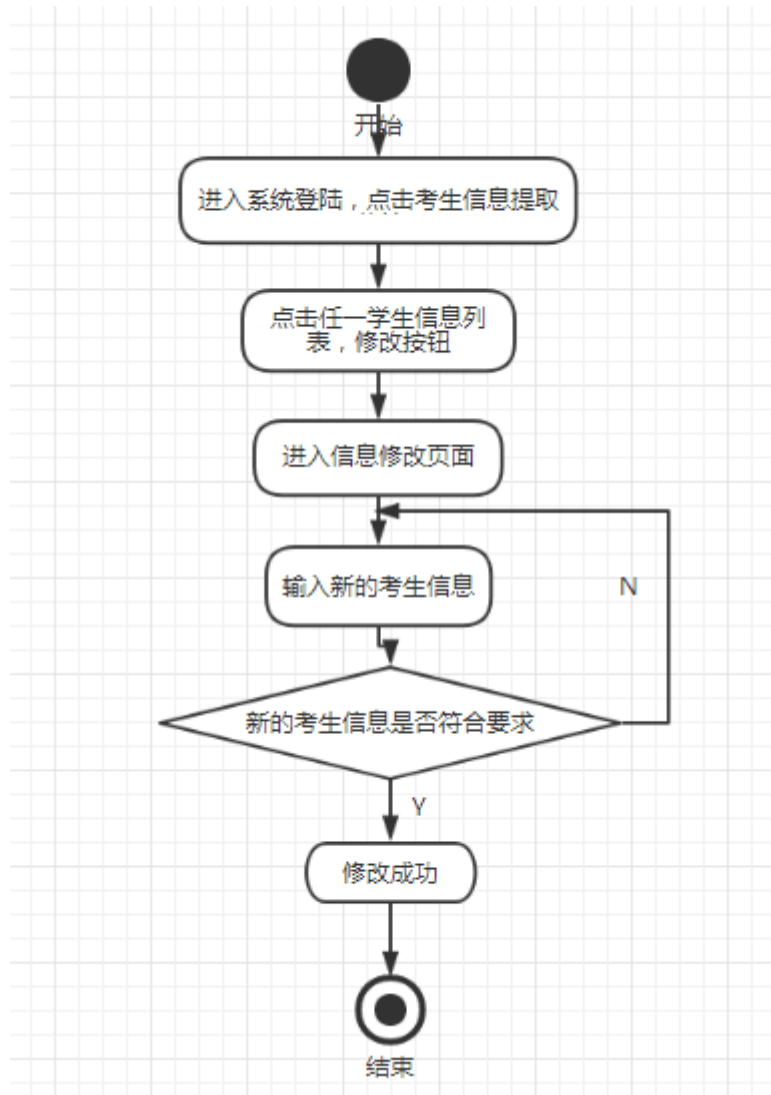 开始
进入系统登陆，点击考生信息提取
点击任一学生信息列
表，修改按钮
进入信息修改页面
输入新的考生信息
N
新的考生信息是否符合要求
Y
修改成功
结束